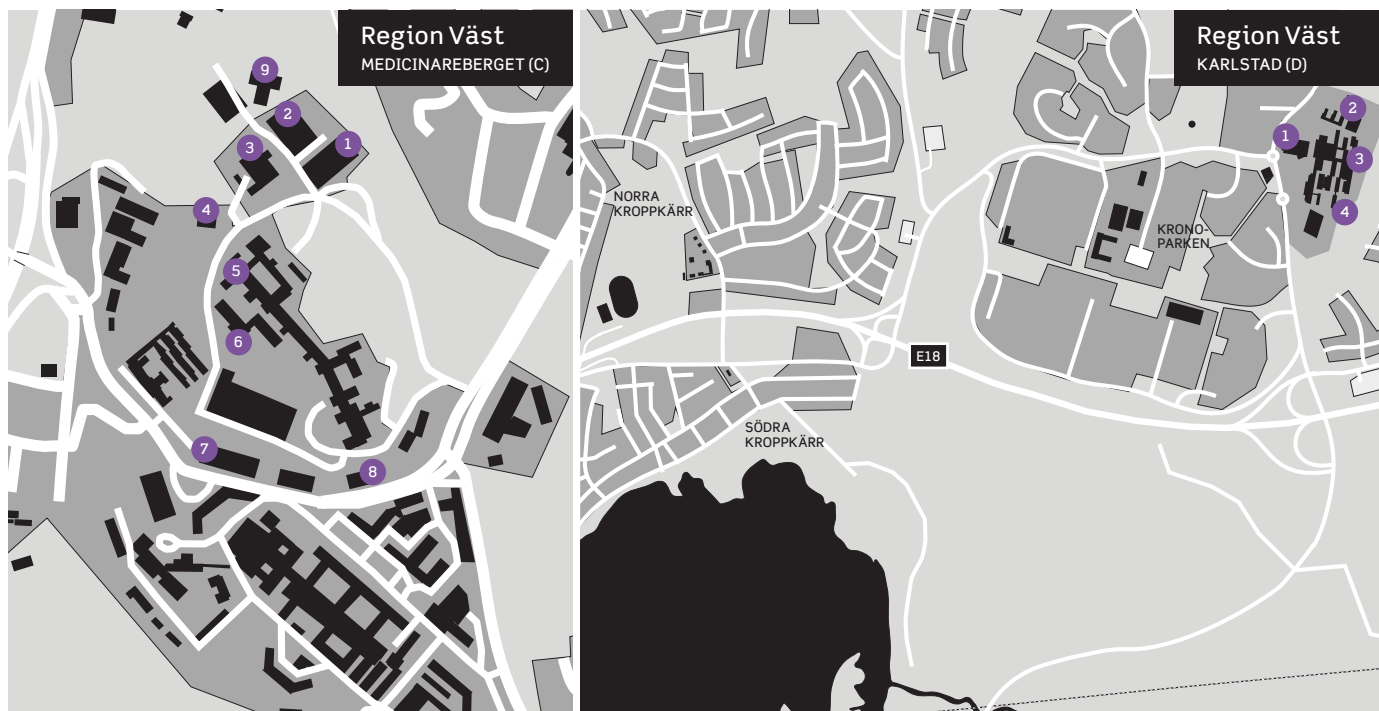 Region Väst
MEDICINAREBERGET (C)
9
2
1
3
4
5
6
7
8
Region Väst
KARLSTAD (D)
2
1
3
4
NORRA
KROPPKÄRR
KRONO-
PARKEN
E18
SÖDRA
KROPPKÄRR